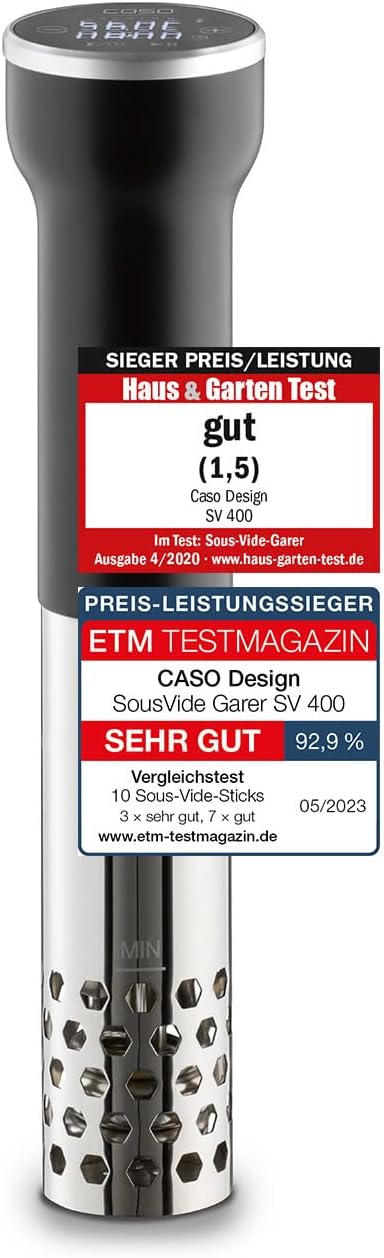 CASO
SIEGER PREIS/LEISTUNG
Haus & Garten Test
gut
(1,5)
Caso Design
SV 400
Im Test: Sous-Vide-Garer
Ausgabe 4/2020 · www.haus-garten-test.de
PREIS-LEISTUNGSSIEGER
ETM TESTMAGAZIN
CASO Design
SousVide Garer SV 400
SEHR GUT 92,9 %
Vergleichstest
10 Sous-Vide-Sticks
3 x sehr gut, 7 x gut
05/2023
www.etm-testmagazin.de
MIN